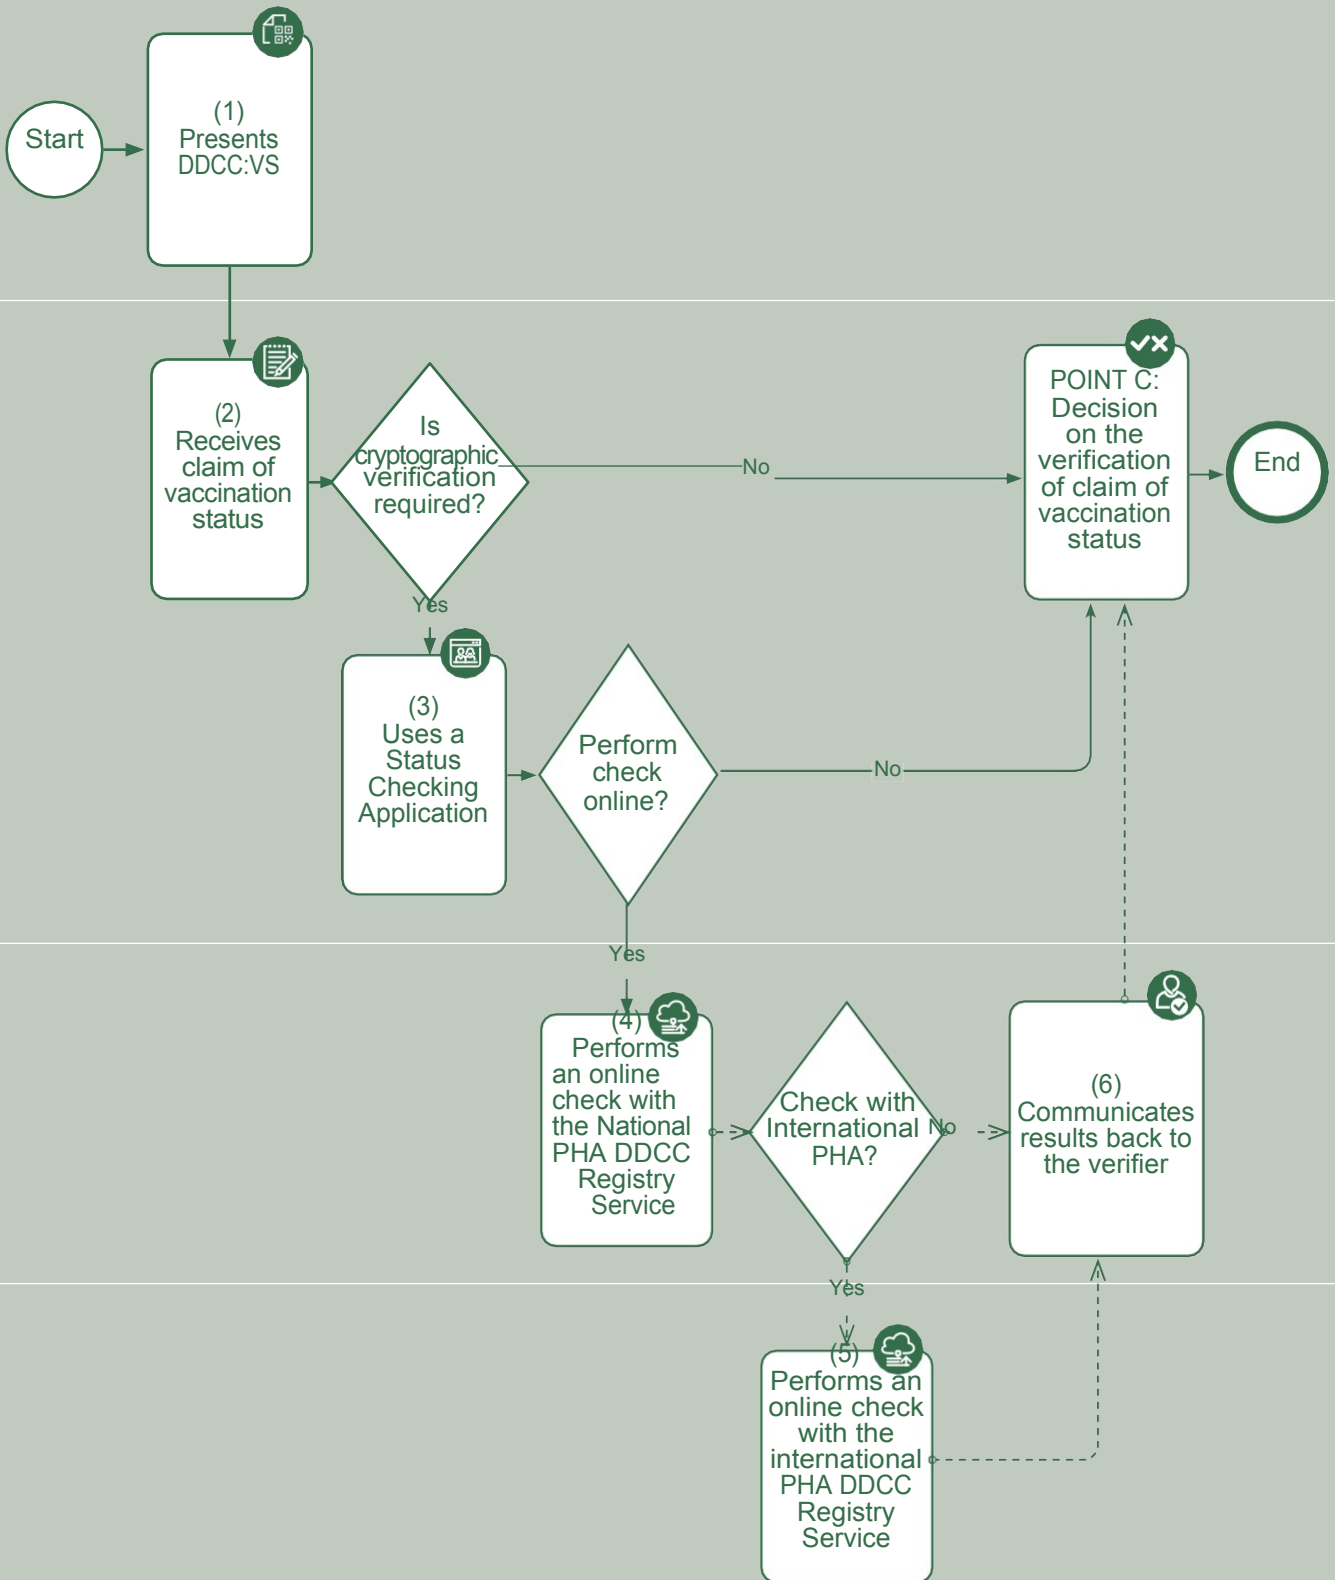 Start
(1)
Presents
DDCC:VS
(2)
Receives
claim of
vaccination
status
Is
cryptographic
verification
required?
No
POINT C:
Decision
on the
verification
of claim of
vaccination
status
End
Yes
(3)
Uses a
Status
Checking
Application
Perform
check
online?
No
Yes
(4)
Performs
an online
check with
the National
PHA DDCC
Registry
Service
Check with
International
PHA?
No
(6)
Communicates
results back to
the verifier
Yes
(5)
Performs an
online check
with the
international
PHA DDCC
Registry
Service